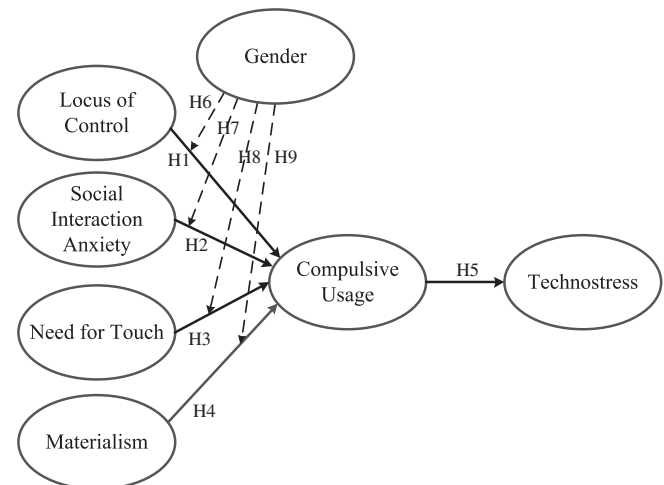 Gender
Locus of
Control
H6
H7
H1
H8
H9
Social
Interaction
Anxiety
H2
Compulsive
Usage
H5
Technostress
Need for Touch
H3
H4
Materialism